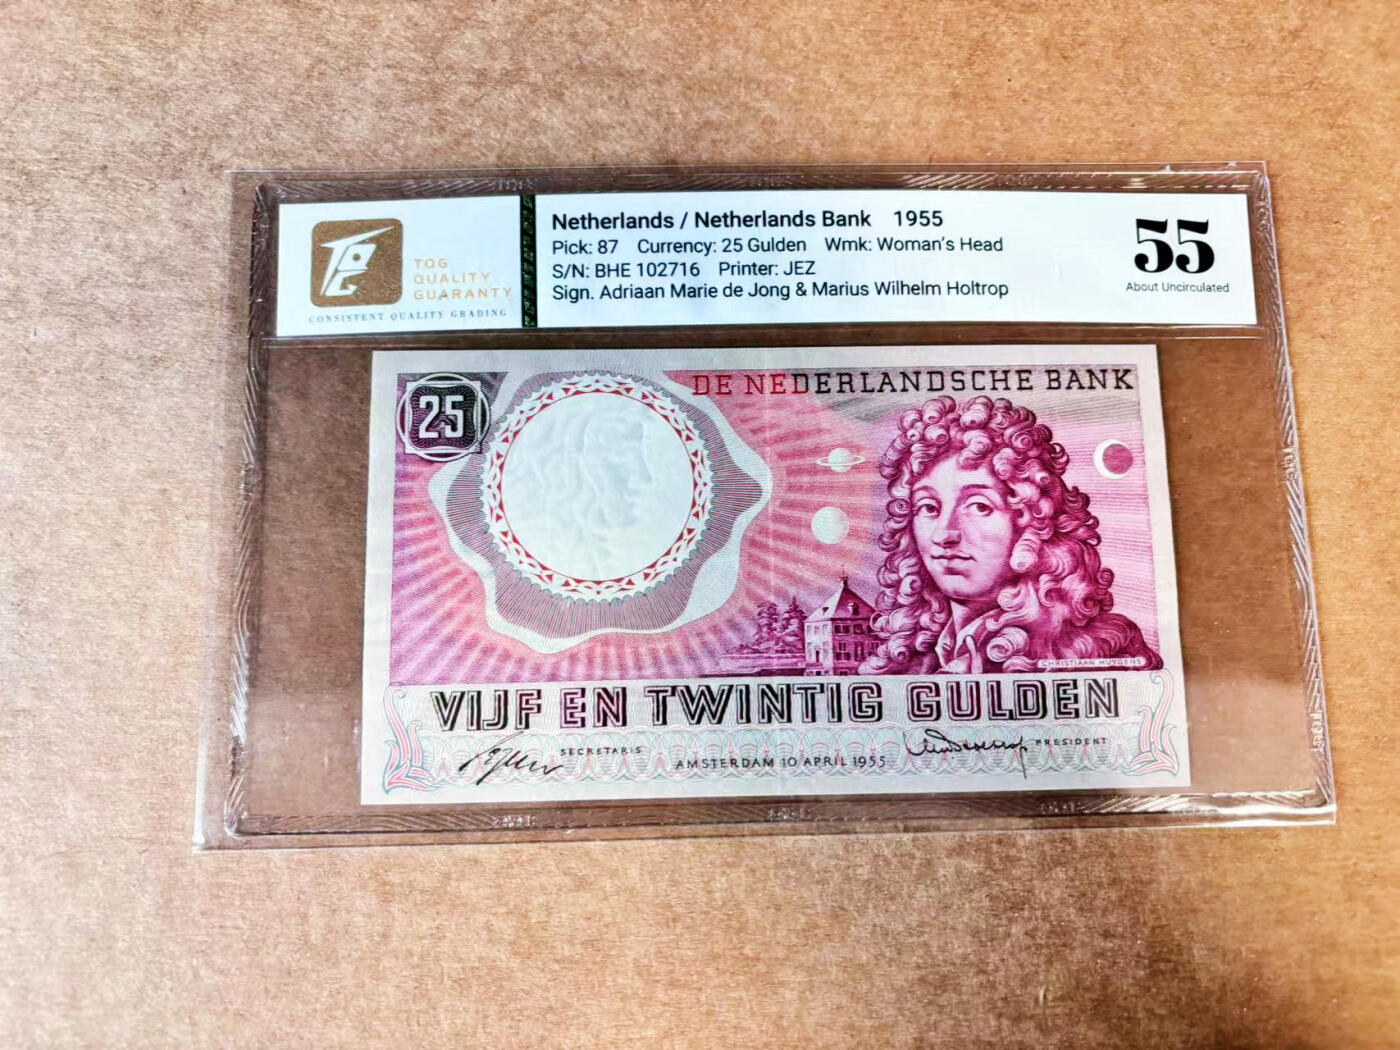 TQG
QUALITY
GUARANTY
CONSISTENT QUALITY GRADING
Netherlands / Netherlands Bank 1955
Pick: 87 Currency: 25 Gulden Wmk: Woman's Head
S/N: BHE 102716 Printer: JEZ
Sign. Adriaan Marie de Jong & Marius Wilhelm Holtrop
55
About Uncirculated
25
DE NEDERLANDSCHE BANK
CHRISTIAAN HUYGENS
VIJF EN TWINTIG GULDEN
SECRETARIS
PRESIDENT
AMSTERDAM 10 APRIL 1955